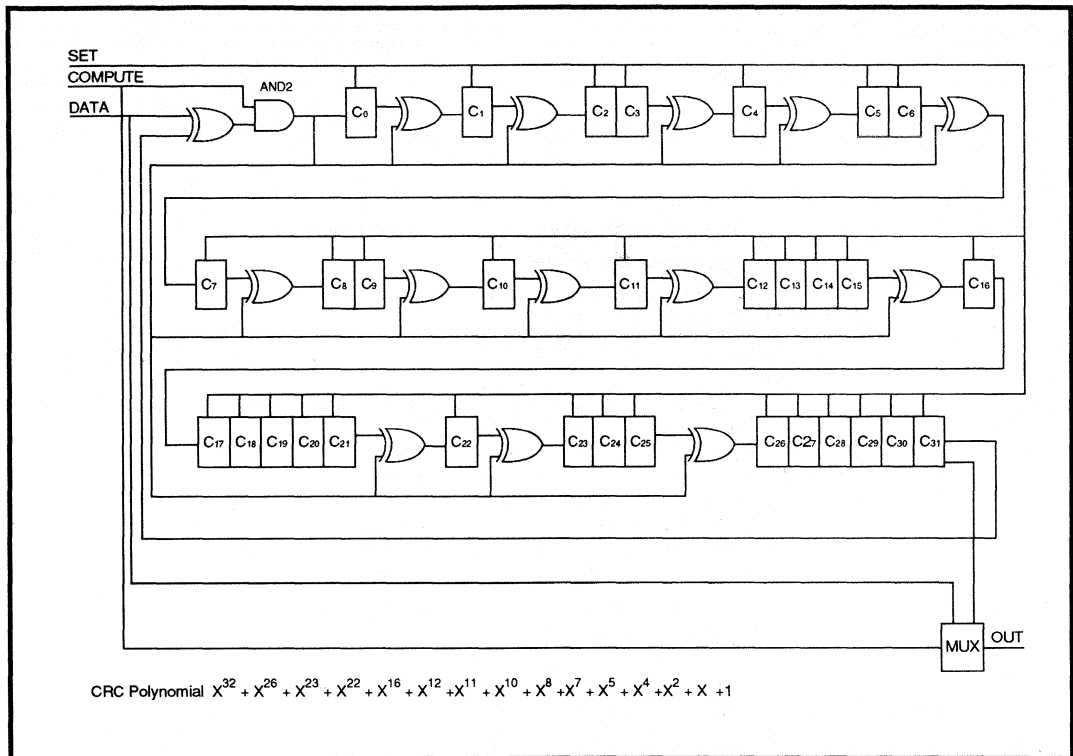 SET
COMPUTE
DATA
AND2
C₀ C₁ C₂ C₃ C₄ C₅ C₆
C₇ C₈ C₉ C₁₀ C₁₁ C₁₂ C₁₃ C₁₄ C₁₅ C₁₆
C₁₇ C₁₈ C₁₉ C₂₀ C₂₁ C₂₂ C₂₃ C₂₄ C₂₅ C₂₆ C27 C₂₈ C₂₉ C₃₀ C₃₁
MUX OUT
CRC Polynomial X³² + X²⁶ + X²³ + X²² + X¹⁶ + X¹² +X¹¹ + X¹⁰ + X⁸ +X⁷ + X⁵ + X⁴ +X² + X +1